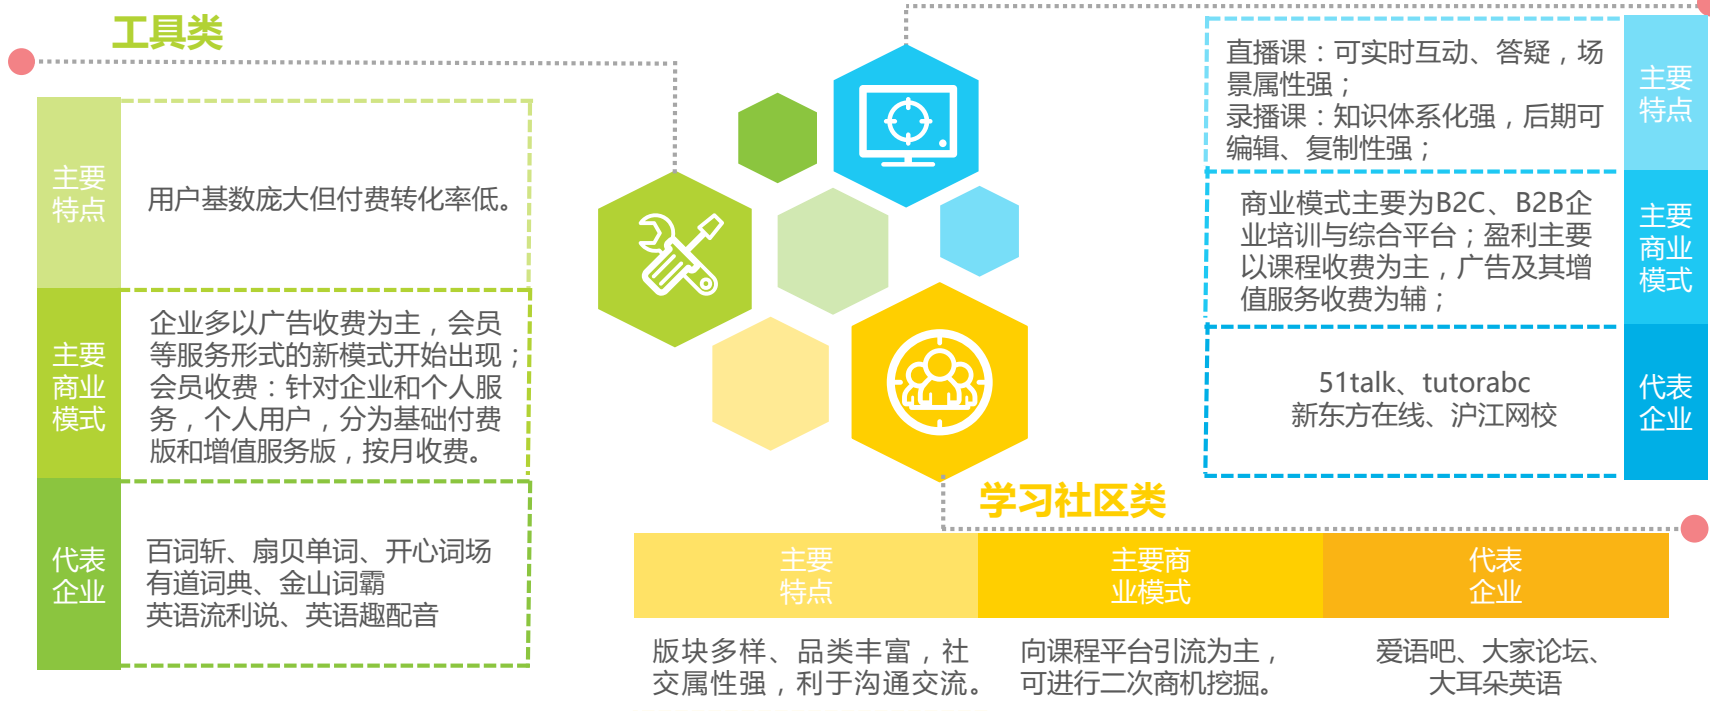 工具类
主要
特点
用户基数庞大但付费转化率低。
主要
商业
模式
企业多以广告收费为主，会员
等服务形式的新模式开始出现；
会员收费：针对企业和个人服
务，个人用户，分为基础付费
版和增值服务版，按月收费。
代表
企业
百词斩、扇贝单词、开心词场
有道词典、金山词霸
英语流利说、英语趣配音
直播课：可实时互动、答疑，场
景属性强；
录播课：知识体系化强，后期可
编辑、复制性强；
主要
特点
商业模式主要为B2C、B2B企
业培训与综合平台；盈利主要
以课程收费为主，广告及其增
值服务收费为辅；
主要
商业
模式
51talk、tutorabc
新东方在线、沪江网校
代表
企业
学习社区类
主要
特点
主要商
业模式
代表
企业
版块多样、品类丰富，社
交属性强，利于沟通交流。
向课程平台引流为主，
可进行二次商机挖掘。
爱语吧、大家论坛、
大耳朵英语